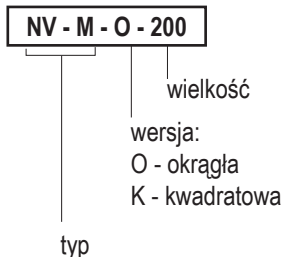 NV - M - O - 200
wielkość
wersja:
O - okrągła
K - kwadratowa
typ